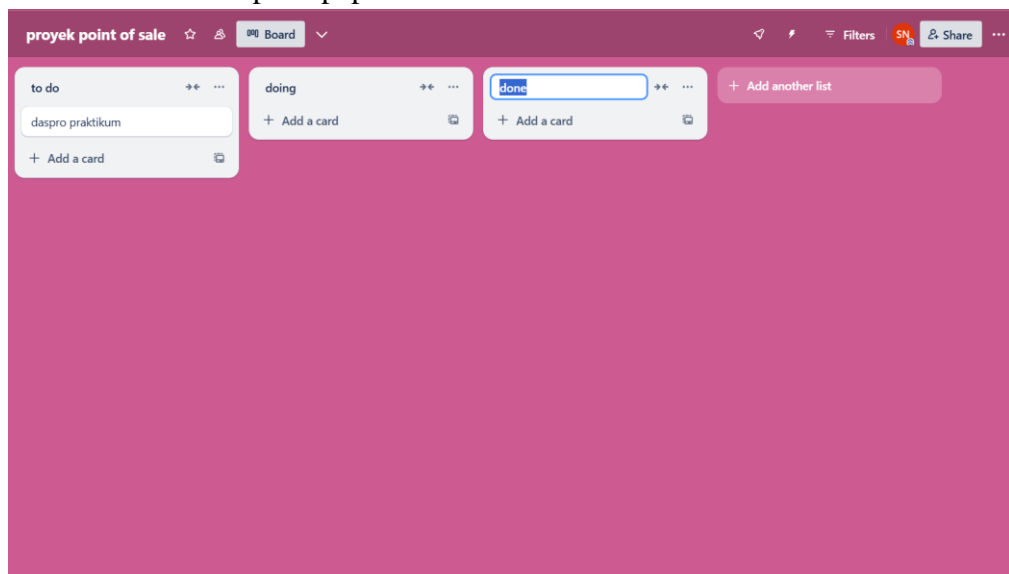 proyek point of sale Board Filters SN Share
to do
daspro praktikum
+ Add a card
doing
+ Add a card
done
+ Add a card
+ Add another list